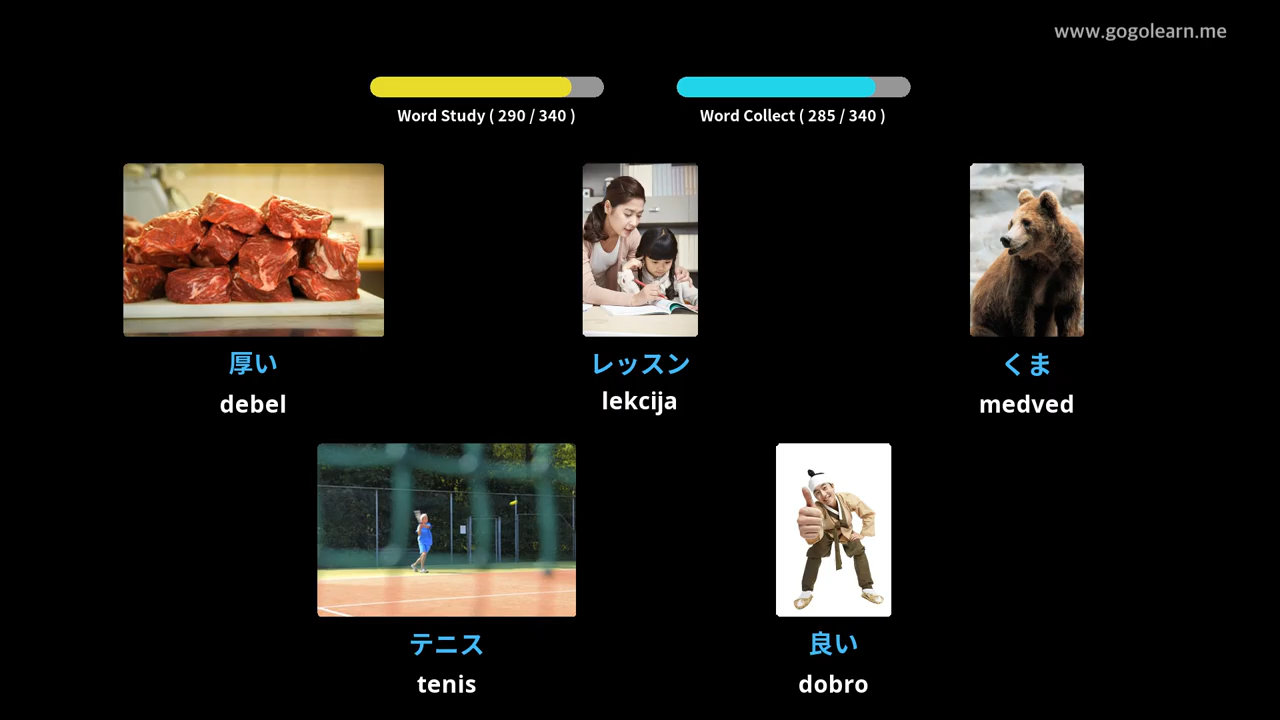 www.gogolearn.me
Word Study ( 290 / 340 )
Word Collect ( 285 / 340 )
厚い
debel
レッスン
lekcija
くま
medved
テニス
tenis
良い
dobro